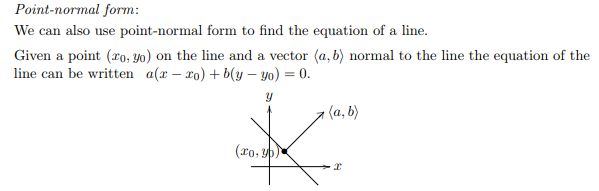 Point-normal form:
We can also use point-normal form to find the equation of a line.
Given a point (x₀, y₀) on the line and a vector ⟨a, b⟩ normal to the line the equation of the
line can be written a(x − x₀) + b(y − y₀) = 0.
y
⟨a, b⟩
(x₀, y₀)
x